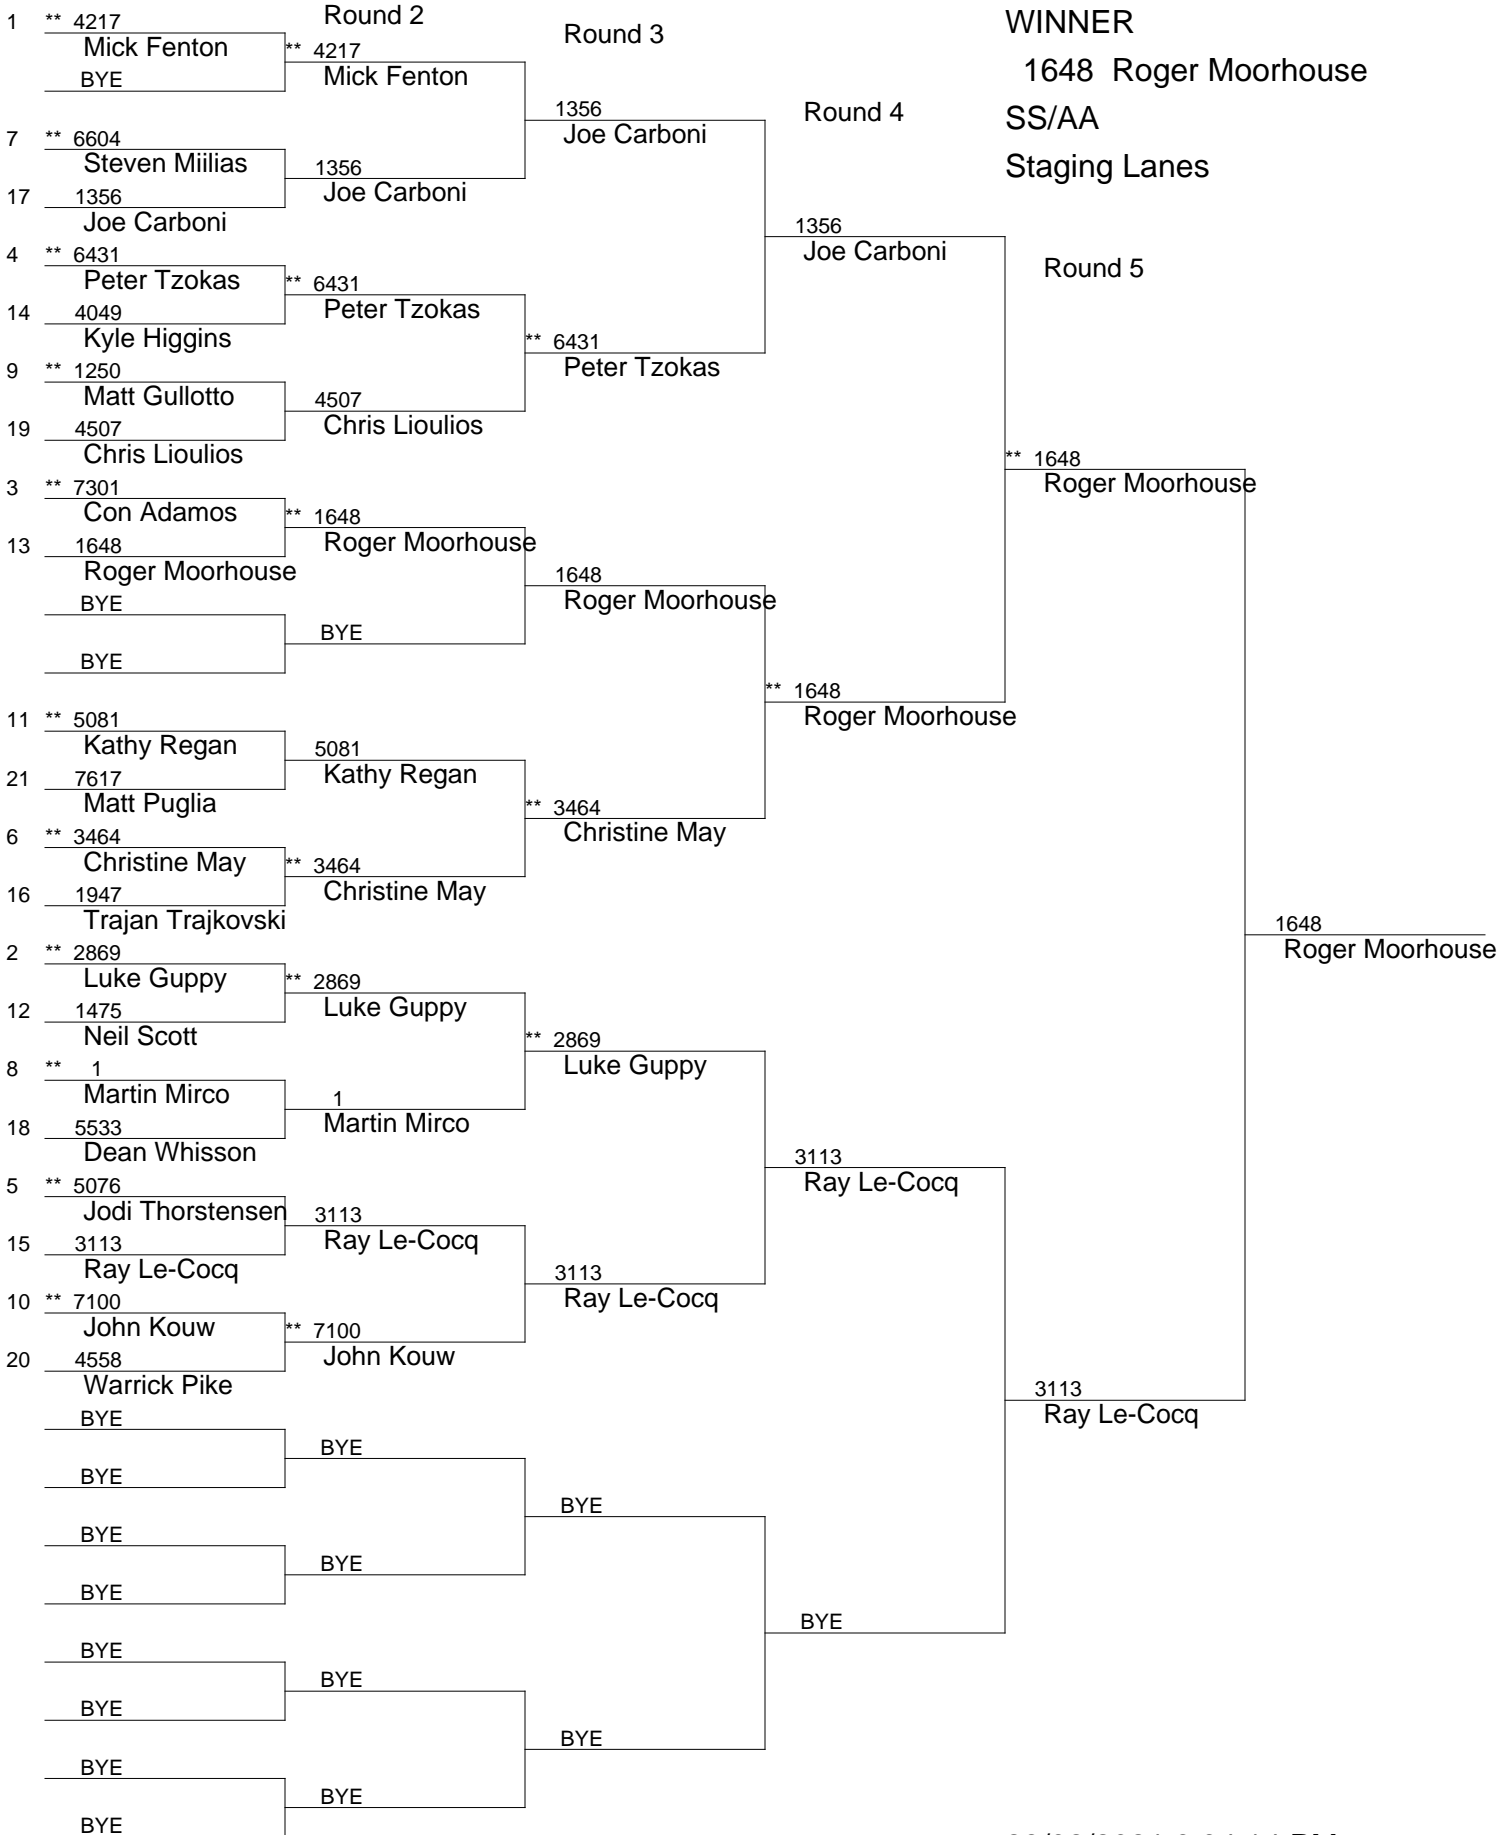 Round 2
Round 3
Round 4
Round 5
WINNER
1648 Roger Moorhouse
SS/AA
Staging Lanes
1 ** 4217
Mick Fenton
BYE
7 ** 6604
Steven Miilias
17 1356
Joe Carboni
4 ** 6431
Peter Tzokas
14 4049
Kyle Higgins
9 ** 1250
Matt Gullotto
19 4507
Chris Lioulios
3 ** 7301
Con Adamos
13 1648
Roger Moorhouse
BYE
BYE
11 ** 5081
Kathy Regan
21 7617
Matt Puglia
6 ** 3464
Christine May
16 1947
Trajan Trajkovski
2 ** 2869
Luke Guppy
12 1475
Neil Scott
8 ** 1
Martin Mirco
18 5533
Dean Whisson
5 ** 5076
Jodi Thorstensen
15 3113
Ray Le-Cocq
10 ** 7100
John Kouw
20 4558
Warrick Pike
BYE
BYE
BYE
BYE
BYE
BYE
BYE
BYE
** 4217
Mick Fenton
1356
Joe Carboni
** 6431
Peter Tzokas
4507
Chris Lioulios
** 1648
Roger Moorhouse
BYE
5081
Kathy Regan
** 3464
Christine May
** 2869
Luke Guppy
1
Martin Mirco
3113
Ray Le-Cocq
** 7100
John Kouw
BYE
BYE
BYE
BYE
1356
Joe Carboni
** 6431
Peter Tzokas
1648
Roger Moorhouse
** 3464
Christine May
** 2869
Luke Guppy
3113
Ray Le-Cocq
BYE
BYE
1356
Joe Carboni
** 1648
Roger Moorhouse
3113
Ray Le-Cocq
BYE
** 1648
Roger Moorhouse
3113
Ray Le-Cocq
1648
Roger Moorhouse